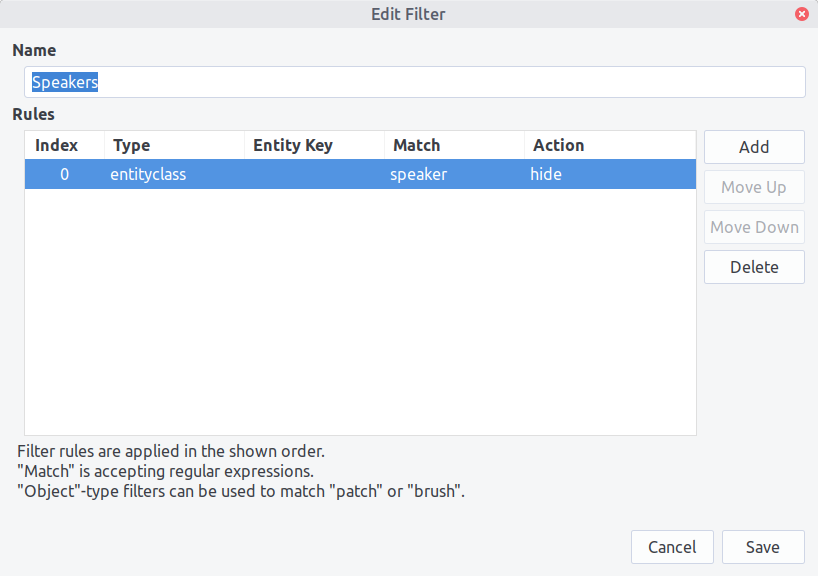 Edit Filter
Name
Speakers
Rules
Index Type Entity Key Match Action
0 entityclass speaker hide
Add
Move Up
Move Down
Delete
Filter rules are applied in the shown order.
"Match" is accepting regular expressions.
"Object"-type filters can be used to match "patch" or "brush".
Cancel Save